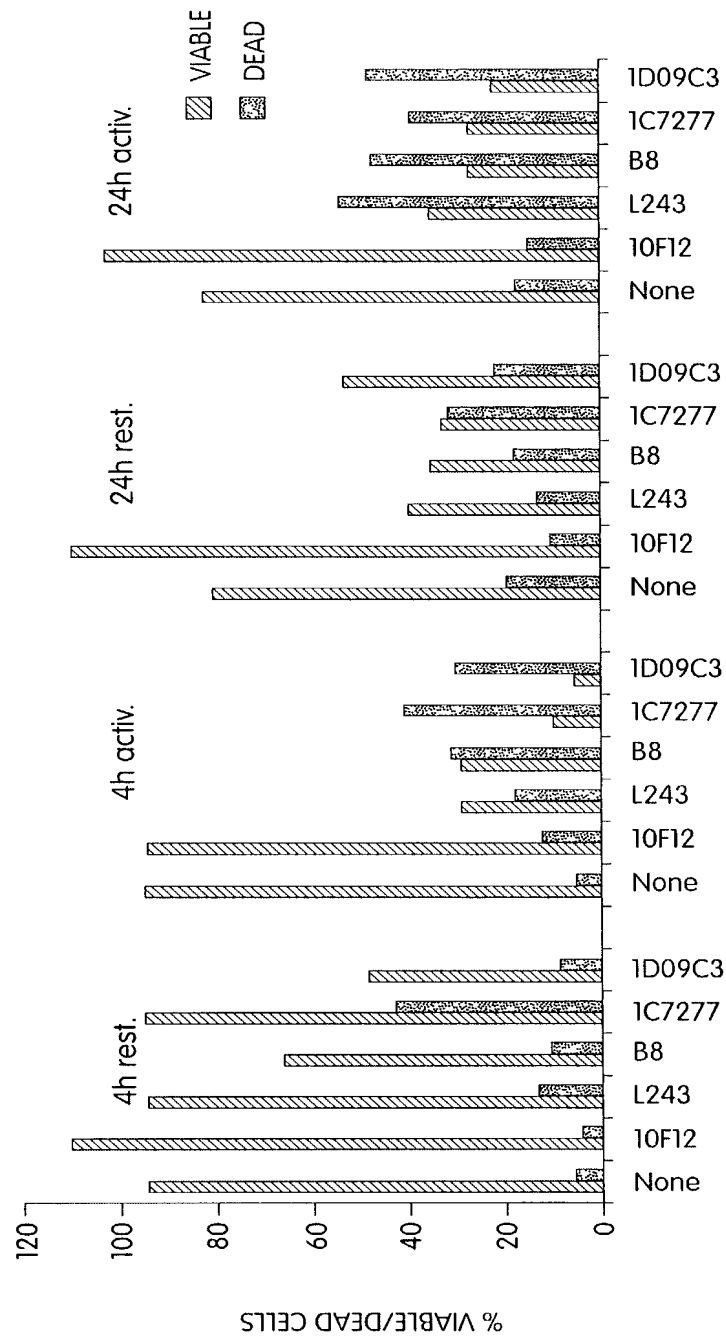 % VIABLE/DEAD CELLS
120
100
80
60
40
20
0
4h rest.
4h activ.
24h rest.
24h activ.
VIABLE
DEAD
None
10F12
L243
B8
1C7277
1D09C3
None
10F12
L243
B8
1C7277
1D09C3
None
10F12
L243
B8
1C7277
1D09C3
None
10F12
L243
B8
1C7277
1D09C3